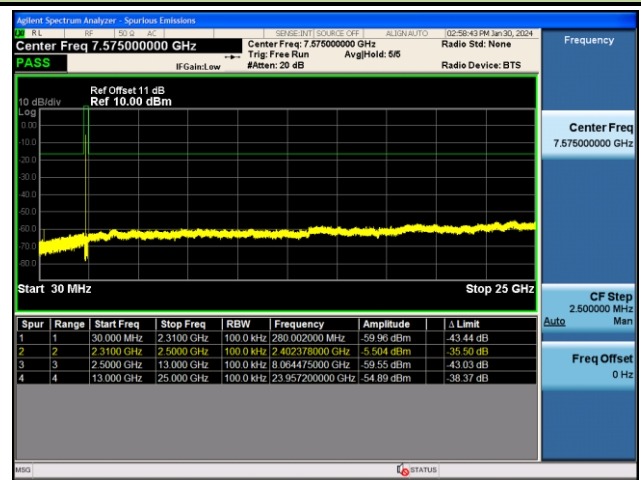 Agilent Spectrum Analyzer - Spurious Emissions
RL RF 50 Ω AC SENSE:INT SOURCE OFF ALIGN AUTO 02:58:43 PM Jan 30, 2024
Center Freq 7.575000000 GHz Center Freq: 7.575000000 GHz Radio Std: None
PASS Trig: Free Run Avg|Hold: 5/5
IFGain:Low #Atten: 20 dB Radio Device: BTS
Ref Offset 11 dB
10 dB/div Ref 10.00 dBm
Log
0.00
-10.0
-20.0
-30.0
-40.0
-50.0
-60.0
-70.0
-80.0
Start 30 MHz Stop 25 GHz
Spur Range Start Freq Stop Freq RBW Frequency Amplitude Δ Limit
1 1 30.000 MHz 2.3100 GHz 100.0 kHz 280.002000 MHz -59.96 dBm -43.44 dB
2 2 2.3100 GHz 2.5000 GHz 100.0 kHz 2.402378000 GHz -5.504 dBm -35.50 dB
3 3 2.5000 GHz 13.000 GHz 100.0 kHz 8.064475000 GHz -59.55 dBm -43.03 dB
4 4 13.000 GHz 25.000 GHz 100.0 kHz 23.957200000 GHz -54.89 dBm -38.37 dB
MSG STATUS
Frequency
Center Freq
7.575000000 GHz
CF Step
2.500000 MHz
Auto Man
Freq Offset
0 Hz